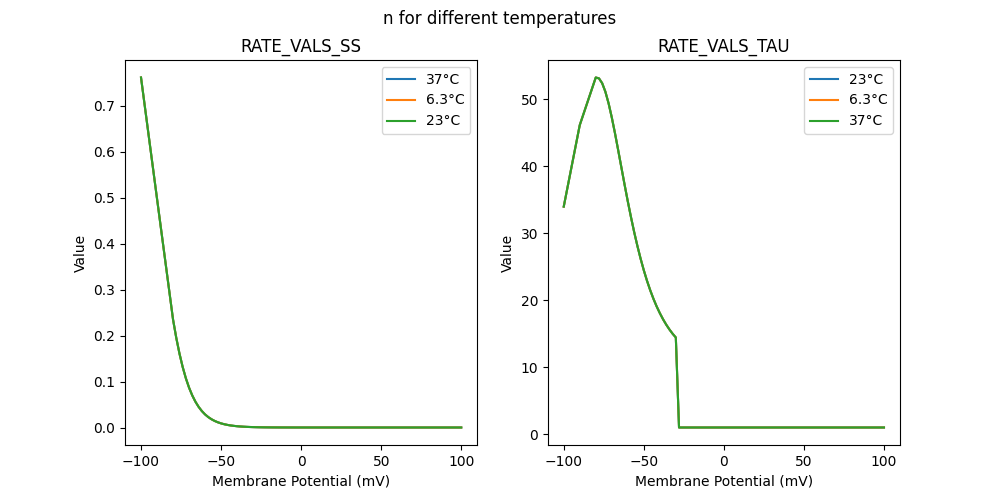 n for different temperatures
RATE_VALS_SS
RATE_VALS_TAU
37°C
6.3°C
23°C
23°C
6.3°C
37°C
0.7
0.6
0.5
0.4
0.3
0.2
0.1
0.0
Value
−100
−50
0
50
100
Membrane Potential (mV)
50
40
30
20
10
0
Value
−100
−50
0
50
100
Membrane Potential (mV)